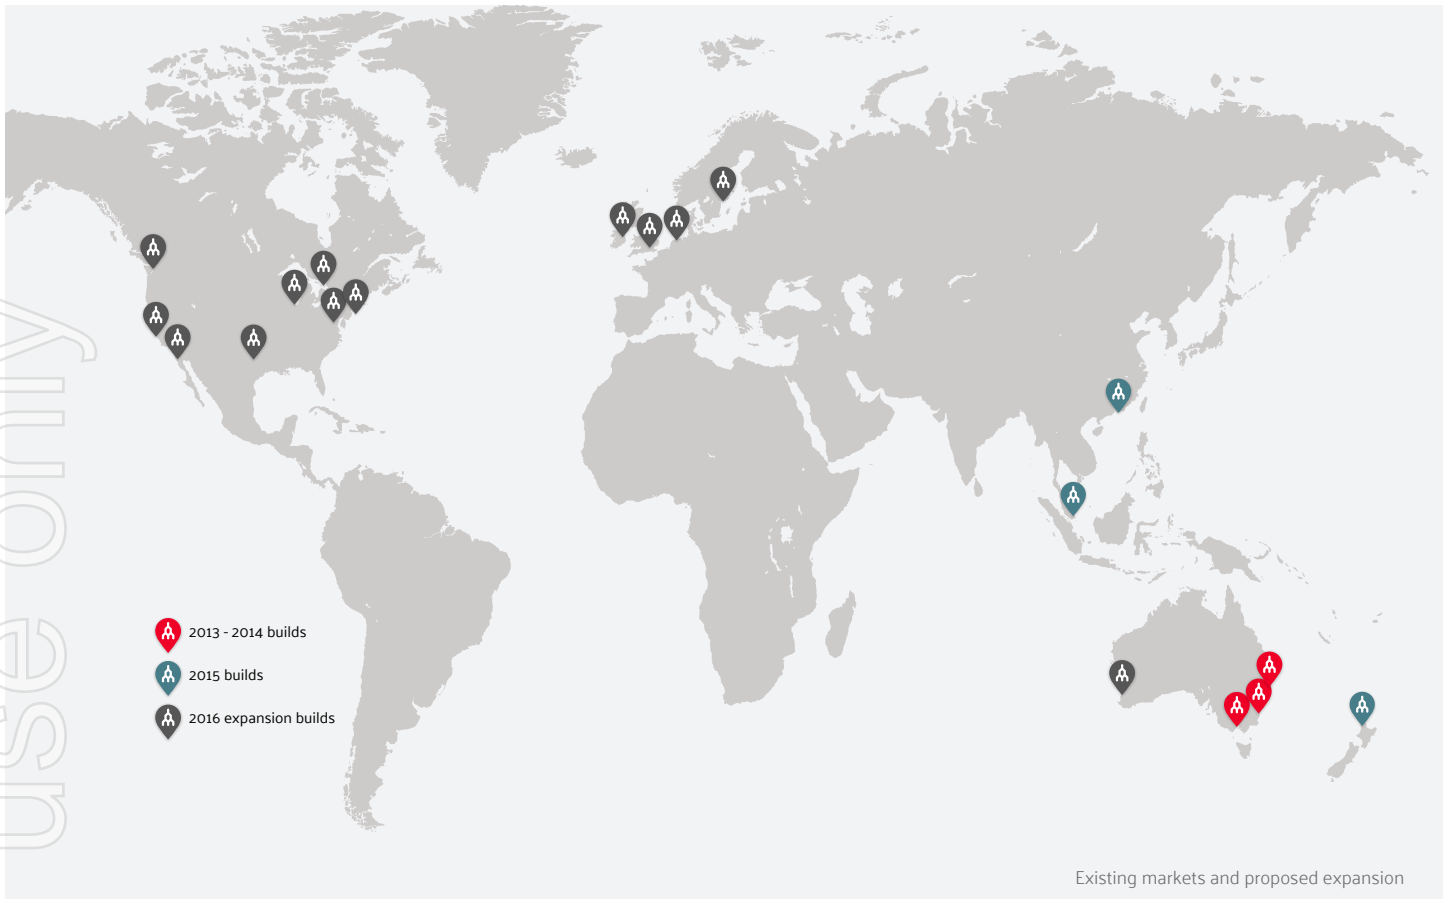 use only
2013 - 2014 builds
2015 builds
2016 expansion builds
Existing markets and proposed expansion